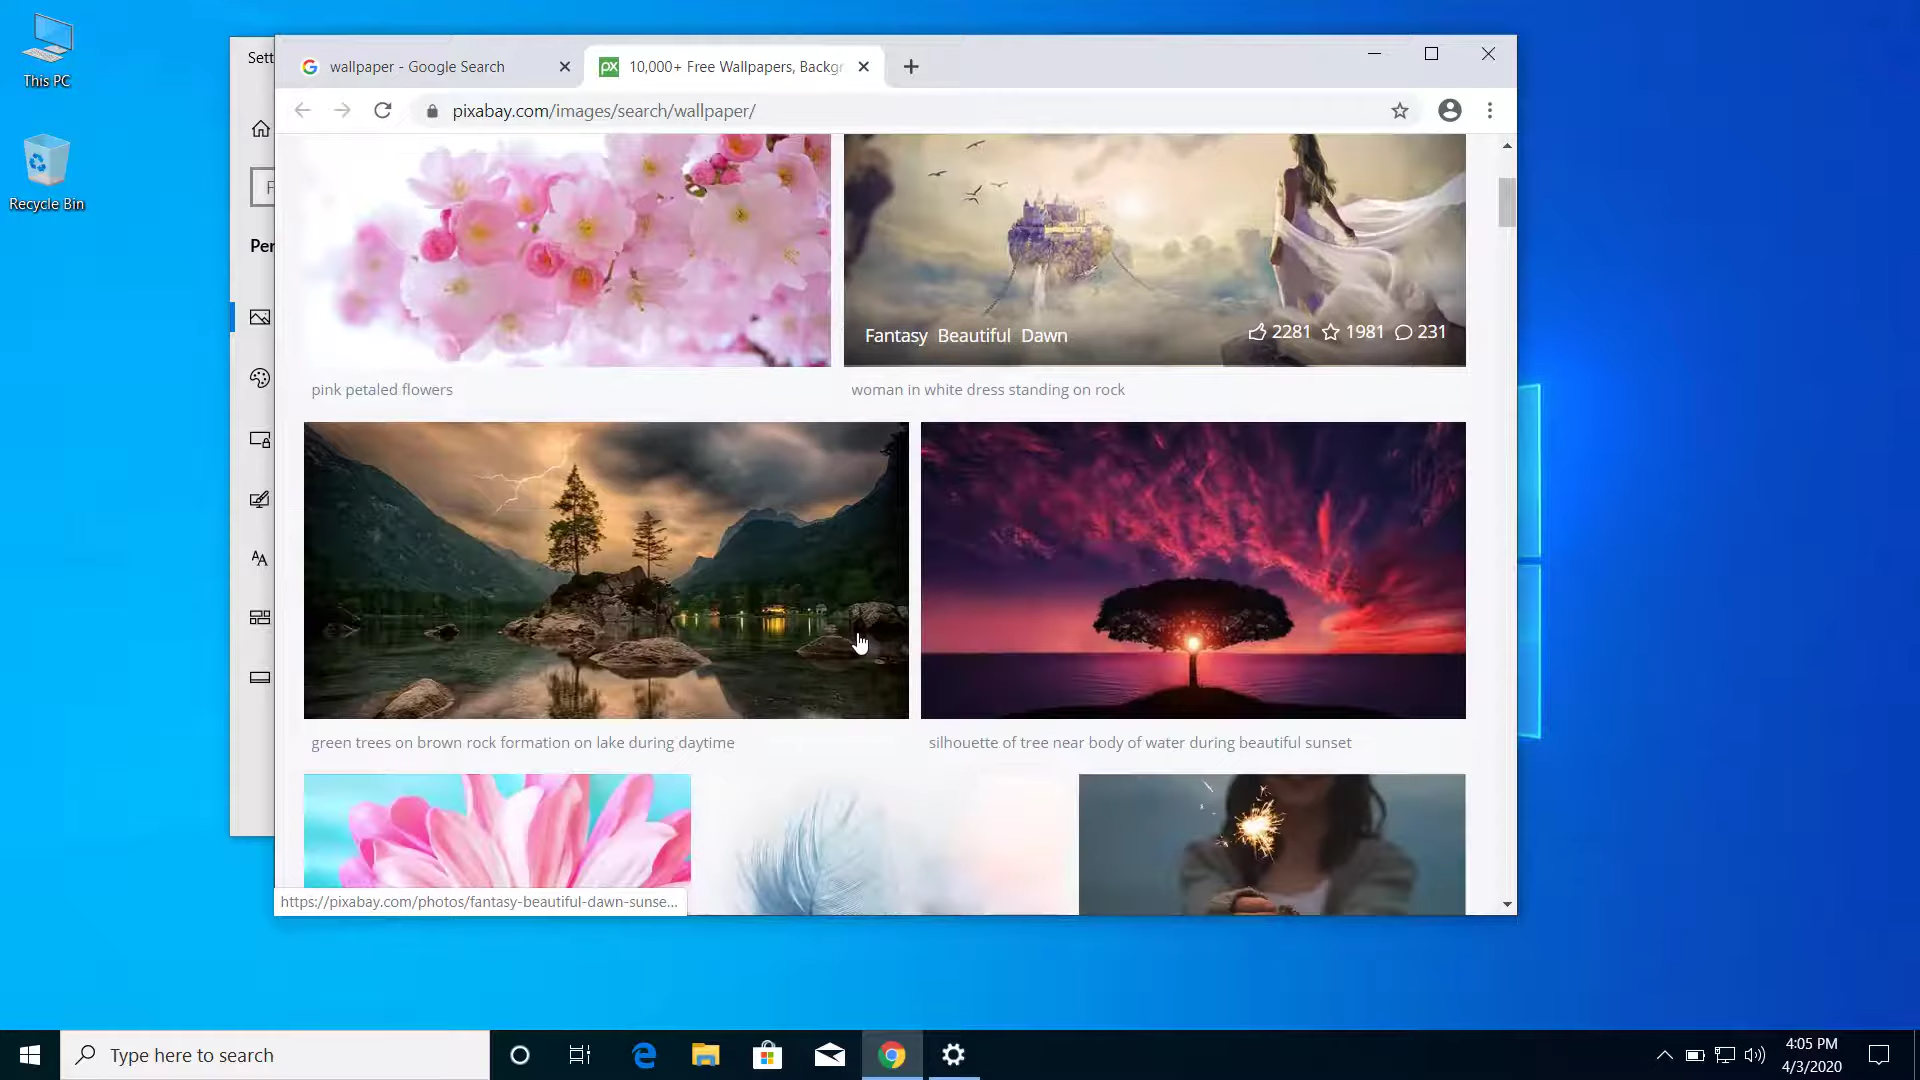 This PC
Recycle Bin
Sett
F
Per
wallpaper - Google Search
px
10,000+ Free Wallpapers, Backgr
pixabay.com/images/search/wallpaper/
Fantasy Beautiful Dawn
2281 1981 231
pink petaled flowers
woman in white dress standing on rock
green trees on brown rock formation on lake during daytime
silhouette of tree near body of water during beautiful sunset
https://pixabay.com/photos/fantasy-beautiful-dawn-sunse...
Type here to search
4:05 PM
4/3/2020